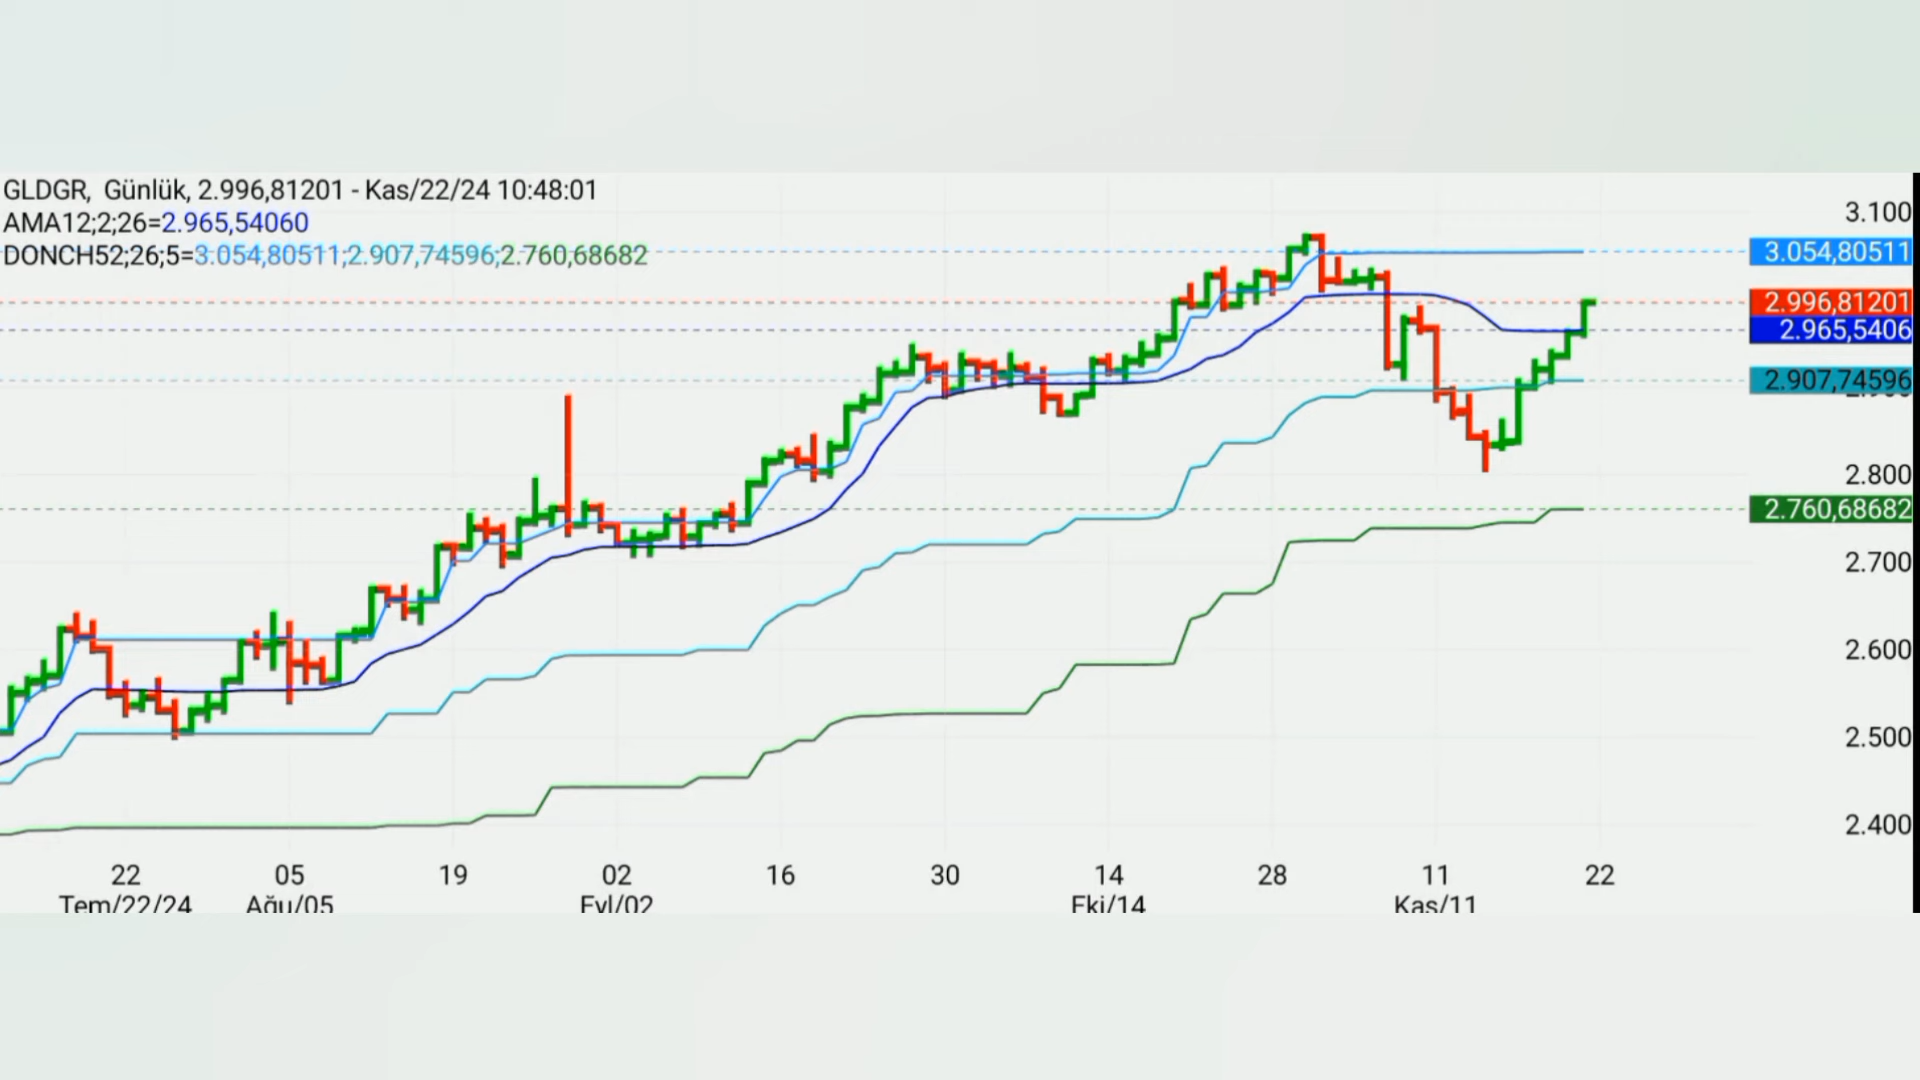 GLDGR, Günlük, 2.996,81201 - Kas/22/24 10:48:01
AMA12;2;26=2.965,54060
DONCH52;26;5=3.054,80511;2.907,74596;2.760,68682
3.100
3.054,80511
2.996,81201
2.965,5406
2.907,74596
2.800
2.760,68682
2.700
2.600
2.500
2.400
22 05 19 02 16 30 14 28 11 22
Tem/22/24 Ağu/05 Eyl/02 Eki/14 Kas/11